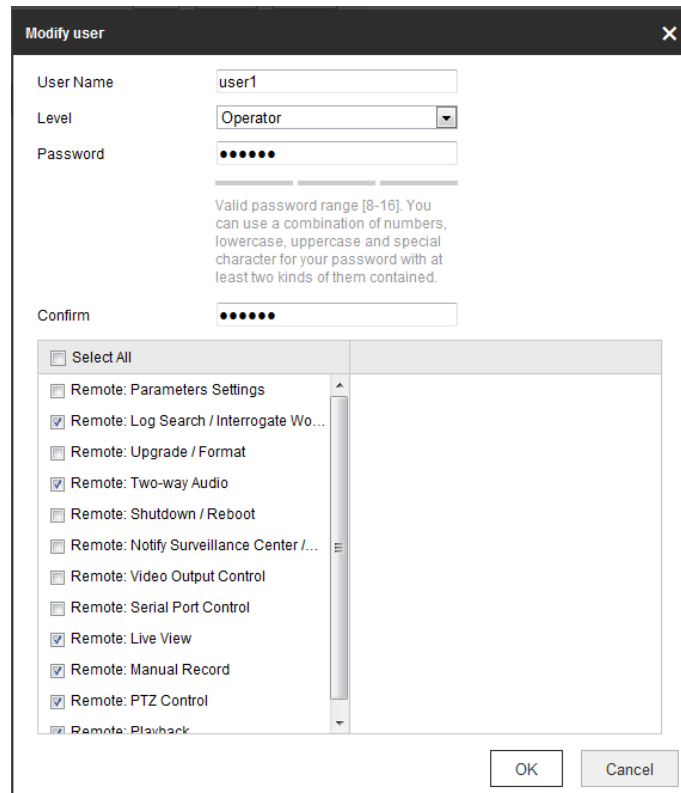 Modify user
User Name
user1
Level
Operator
Password
••••••
Valid password range [8-16]. You
can use a combination of numbers,
lowercase, uppercase and special
character for your password with at
least two kinds of them contained.
Confirm
••••••
Select All
Remote: Parameters Settings
Remote: Log Search / Interrogate Wo...
Remote: Upgrade / Format
Remote: Two-way Audio
Remote: Shutdown / Reboot
Remote: Notify Surveillance Center /...
Remote: Video Output Control
Remote: Serial Port Control
Remote: Live View
Remote: Manual Record
Remote: PTZ Control
Remote: Playback
OK
Cancel